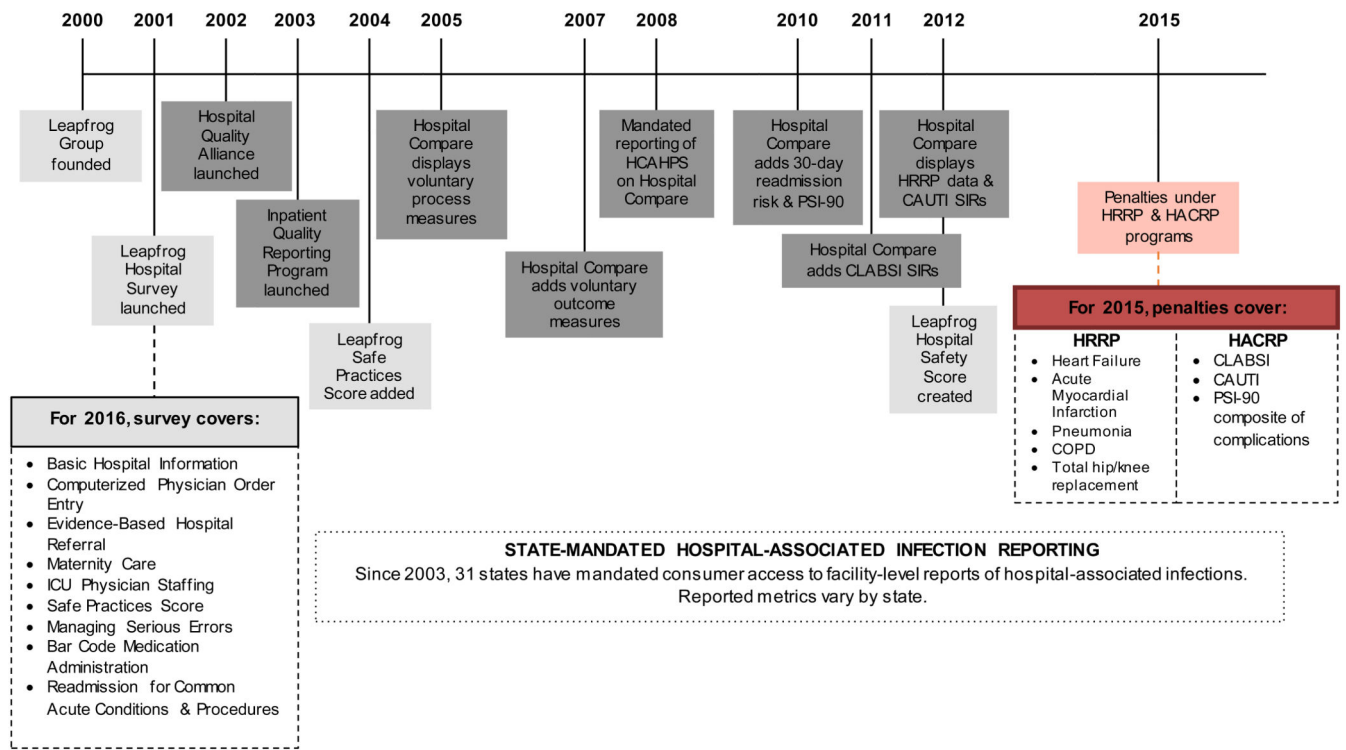 2000 2001 2002 2003 2004 2005 2007 2008 2010 2011 2012 2015
Leapfrog
Group
founded
Leapfrog
Hospital
Survey
launched
Hospital
Quality
Alliance
launched
Inpatient
Quality
Reporting
Program
launched
Leapfrog
Safe
Practices
Score added
Hospital
Compare
displays
voluntary
process
measures
Hospital Compare
adds voluntary
outcome
measures
Mandated
reporting of
HCAHPS
on Hospital
Compare
Hospital
Compare
adds 30-day
readmission
risk & PSI-90
Hospital Compare
adds CLABSI SIRs
Hospital
Compare
displays
HRRP data &
CAUTI SIRs
Leapfrog
Hospital
Safety
Score
created
Penalties under
HRRP & HACRP
programs
For 2015, penalties cover:
HRRP
• Heart Failure
• Acute
Myocardial
Infarction
• Pneumonia
• COPD
• Total hip/knee
replacement
HACRP
• CLABSI
• CAUTI
• PSI-90
composite of
complications
For 2016, survey covers:
• Basic Hospital Information
• Computerized Physician Order
Entry
• Evidence-Based Hospital
Referral
• Maternity Care
• ICU Physician Staffing
• Safe Practices Score
• Managing Serious Errors
• Bar Code Medication
Administration
• Readmission for Common
Acute Conditions & Procedures
STATE-MANDATED HOSPITAL-ASSOCIATED INFECTION REPORTING
Since 2003, 31 states have mandated consumer access to facility-level reports of hospital-associated infections.
Reported metrics vary by state.